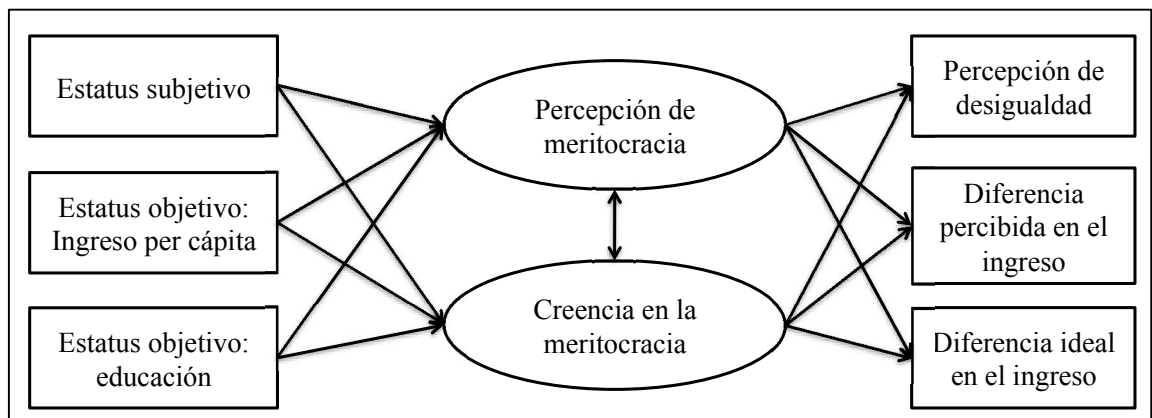 Estatus subjetivo
Estatus objetivo:
Ingreso per cápita
Estatus objetivo:
educación
Percepción de
meritocracia
Creencia en la
meritocracia
Percepción de
desigualdad
Diferencia
percibida en el
ingreso
Diferencia ideal
en el ingreso